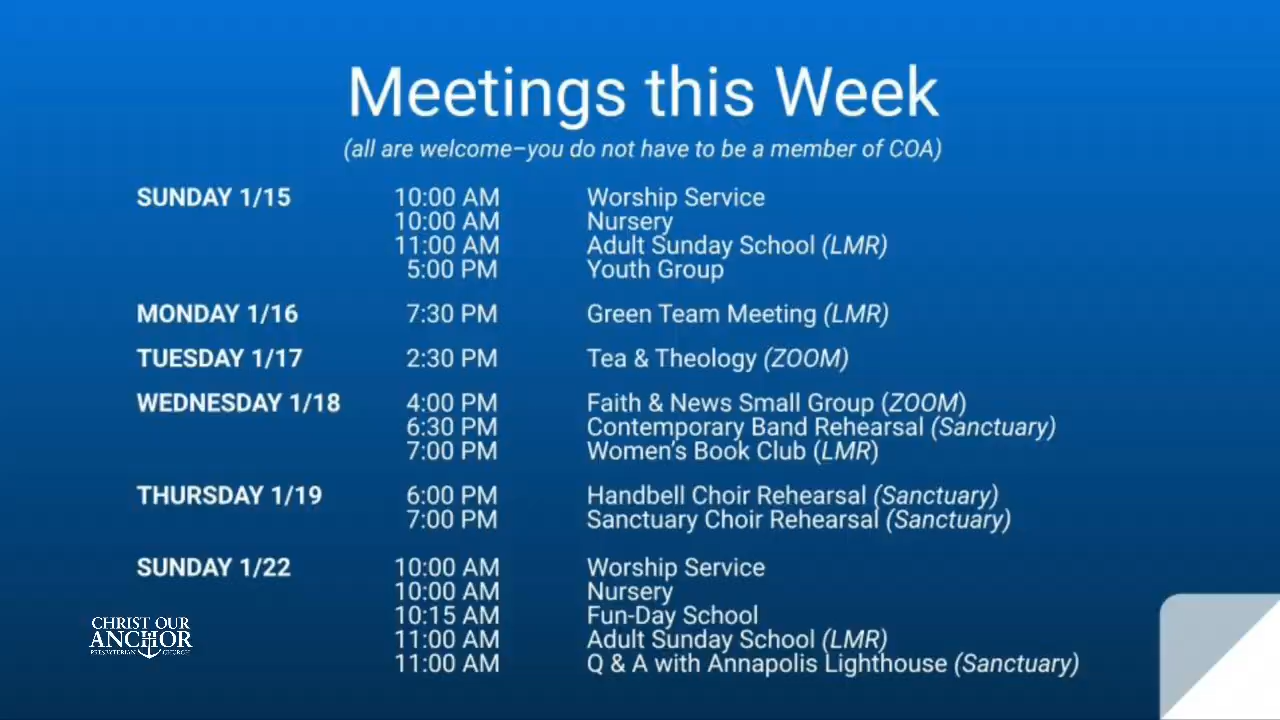 Meetings this Week
(all are welcome–you do not have to be a member of COA)
SUNDAY 1/15 10:00 AM Worship Service
10:00 AM Nursery
11:00 AM Adult Sunday School (LMR)
5:00 PM Youth Group
MONDAY 1/16 7:30 PM Green Team Meeting (LMR)
TUESDAY 1/17 2:30 PM Tea & Theology (ZOOM)
WEDNESDAY 1/18 4:00 PM Faith & News Small Group (ZOOM)
6:30 PM Contemporary Band Rehearsal (Sanctuary)
7:00 PM Women's Book Club (LMR)
THURSDAY 1/19 6:00 PM Handbell Choir Rehearsal (Sanctuary)
7:00 PM Sanctuary Choir Rehearsal (Sanctuary)
SUNDAY 1/22 10:00 AM Worship Service
10:00 AM Nursery
10:15 AM Fun-Day School
11:00 AM Adult Sunday School (LMR)
11:00 AM Q & A with Annapolis Lighthouse (Sanctuary)
CHRIST OUR
ANCHOR
PRESBYTERIAN CHURCH